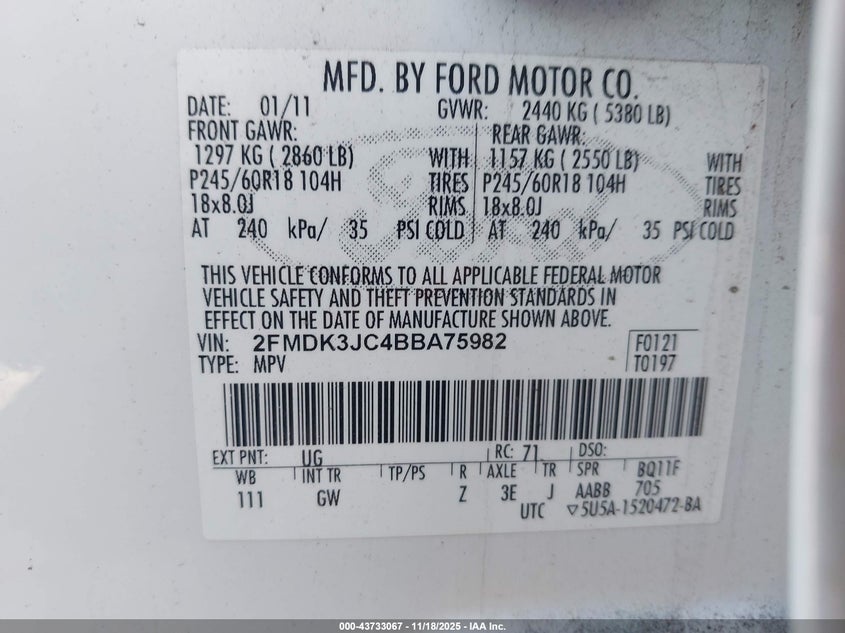 MFD. BY FORD MOTOR CO.
DATE: 01/11 GVWR: 2440 KG ( 5380 LB)
FRONT GAWR: REAR GAWR:
1297 KG ( 2860 LB) WITH 1157 KG ( 2550 LB) WITH
P245/60R18 104H TIRES P245/60R18 104H TIRES
18x8.0J RIMS 18x8.0J RIMS
AT 240 kPa/ 35 PSI COLD AT 240 kPa/ 35 PSI COLD
THIS VEHICLE CONFORMS TO ALL APPLICABLE FEDERAL MOTOR
VEHICLE SAFETY AND THEFT PREVENTION STANDARDS IN
EFFECT ON THE DATE OF MANUFACTURE SHOWN ABOVE.
VIN: 2FMDK3JC4BBA75982 F0121
TYPE: MPV T0197
EXT PNT: UG RC: 71 DSO:
WB INT TR TP/PS R AXLE TR SPR BQ11F
111 GW Z 3E J AABB 705
UTC ▽5U5A-1520472-BA
000-43733067 - 11/18/2025 - IAA Inc.